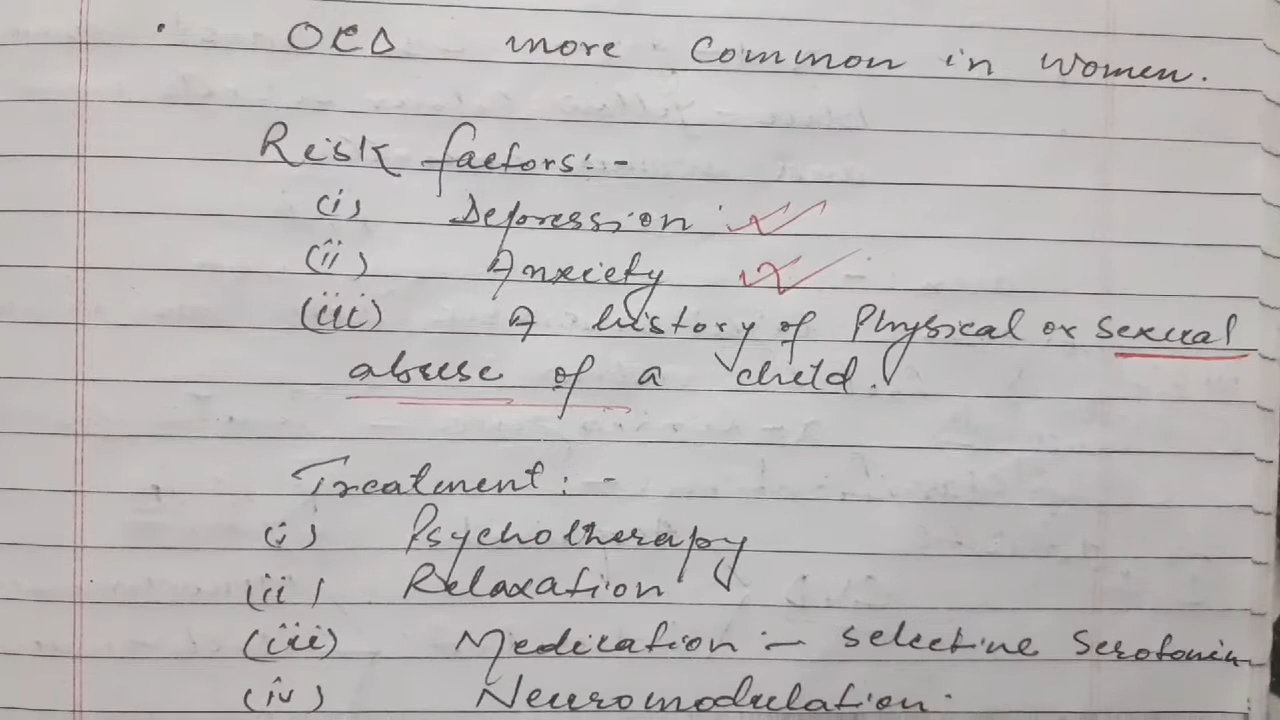 • OCD more Common in Women.
Risk factors:-
(i) Depression
(ii) Anxiety
(iii) A history of Physical or sexual
abuse of a child.
Treatment:-
(i) Psychotherapy
(ii) Relaxation
(iii) Medication :- selective Serotonin
(iv) Neuromodulation.